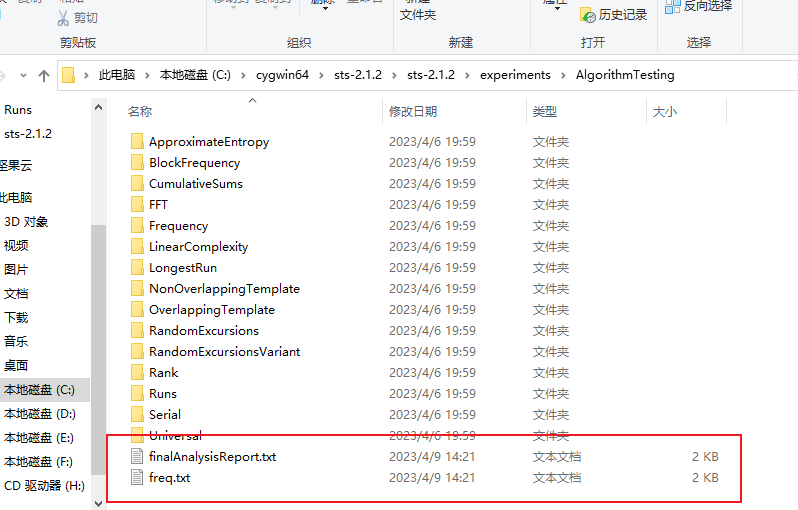 剪切
文件夹
属性
历史记录
反向选择
剪贴板 组织 新建 打开 选择
此电脑 本地磁盘 (C:) cygwin64 sts-2.1.2 sts-2.1.2 experiments AlgorithmTesting
Runs
sts-2.1.2
坚果云
此电脑
3D 对象
视频
图片
文档
下载
音乐
桌面
本地磁盘 (C:)
本地磁盘 (D:)
本地磁盘 (E:)
本地磁盘 (F:)
CD 驱动器 (H:)
名称 修改日期 类型 大小
ApproximateEntropy 2023/4/6 19:59 文件夹
BlockFrequency 2023/4/6 19:59 文件夹
CumulativeSums 2023/4/6 19:59 文件夹
FFT 2023/4/6 19:59 文件夹
Frequency 2023/4/6 19:59 文件夹
LinearComplexity 2023/4/6 19:59 文件夹
LongestRun 2023/4/6 19:59 文件夹
NonOverlappingTemplate 2023/4/6 19:59 文件夹
OverlappingTemplate 2023/4/6 19:59 文件夹
RandomExcursions 2023/4/6 19:59 文件夹
RandomExcursionsVariant 2023/4/6 19:59 文件夹
Rank 2023/4/6 19:59 文件夹
Runs 2023/4/6 19:59 文件夹
Serial 2023/4/6 19:59 文件夹
Universal 2023/4/6 19:59 文件夹
finalAnalysisReport.txt 2023/4/9 14:21 文本文档 2 KB
freq.txt 2023/4/9 14:21 文本文档 2 KB